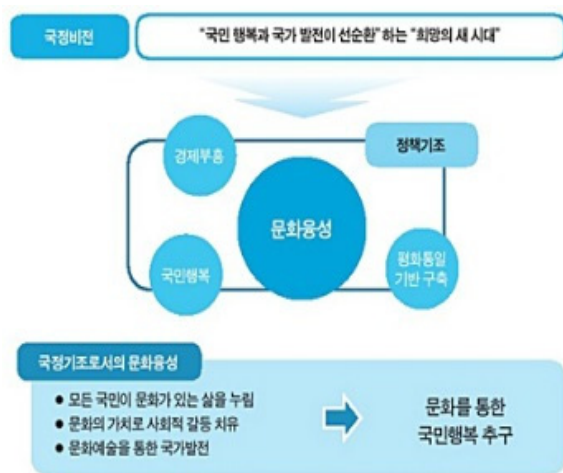 국정비전
“국민 행복과 국가 발전이 선순환” 하는 “희망의 새 시대”
경제부흥
정책기조
문화융성
국민행복
평화통일
기반 구축
국정기조로서의 문화융성
● 모든 국민이 문화가 있는 삶을 누림
● 문화의 가치로 사회적 갈등 치유
● 문화예술을 통한 국가발전
문화를 통한
국민행복 추구